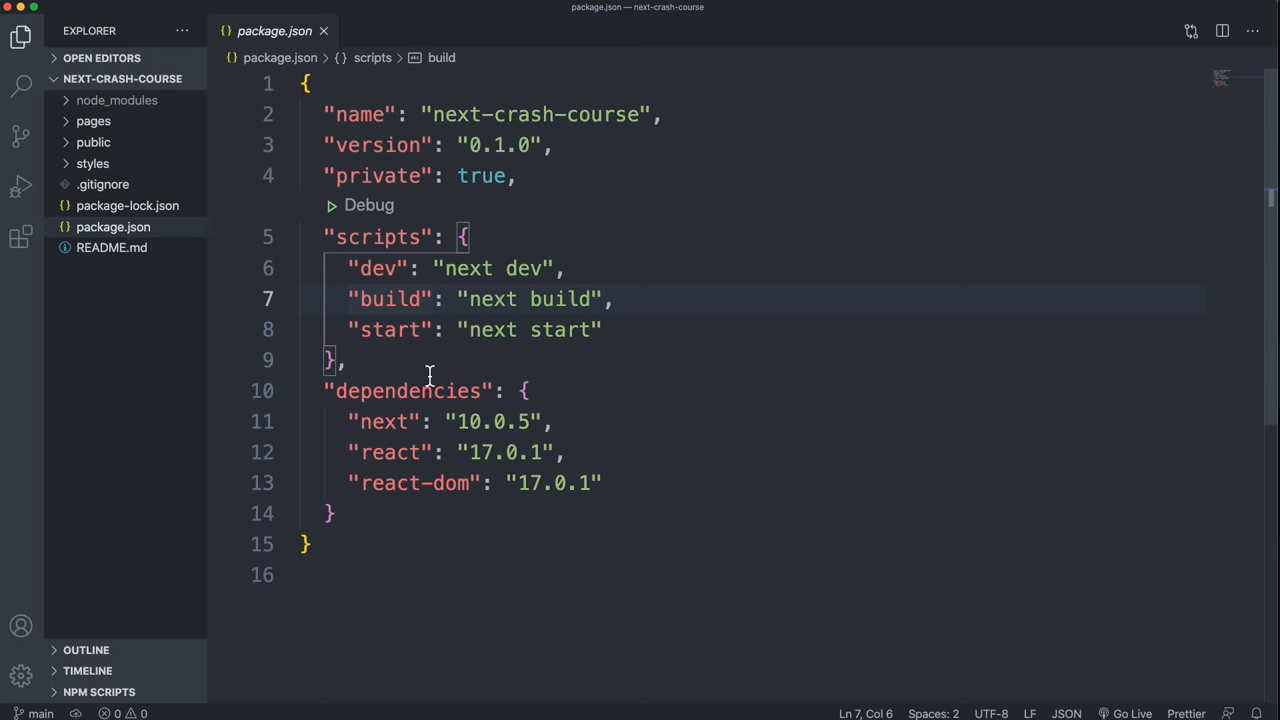 package.json — next-crash-course
EXPLORER
OPEN EDITORS
NEXT-CRASH-COURSE
node_modules
pages
public
styles
.gitignore
package-lock.json
package.json
README.md
OUTLINE
TIMELINE
NPM SCRIPTS
{} package.json
{} package.json > {} scripts > build
1 {
2 "name": "next-crash-course",
3 "version": "0.1.0",
4 "private": true,
Debug
5 "scripts": {
6 "dev": "next dev",
7 "build": "next build",
8 "start": "next start"
9 },
10 "dependencies": {
11 "next": "10.0.5",
12 "react": "17.0.1",
13 "react-dom": "17.0.1"
14 }
15 }
16
main 0 0 Ln 7, Col 6 Spaces: 2 UTF-8 LF JSON Go Live Prettier